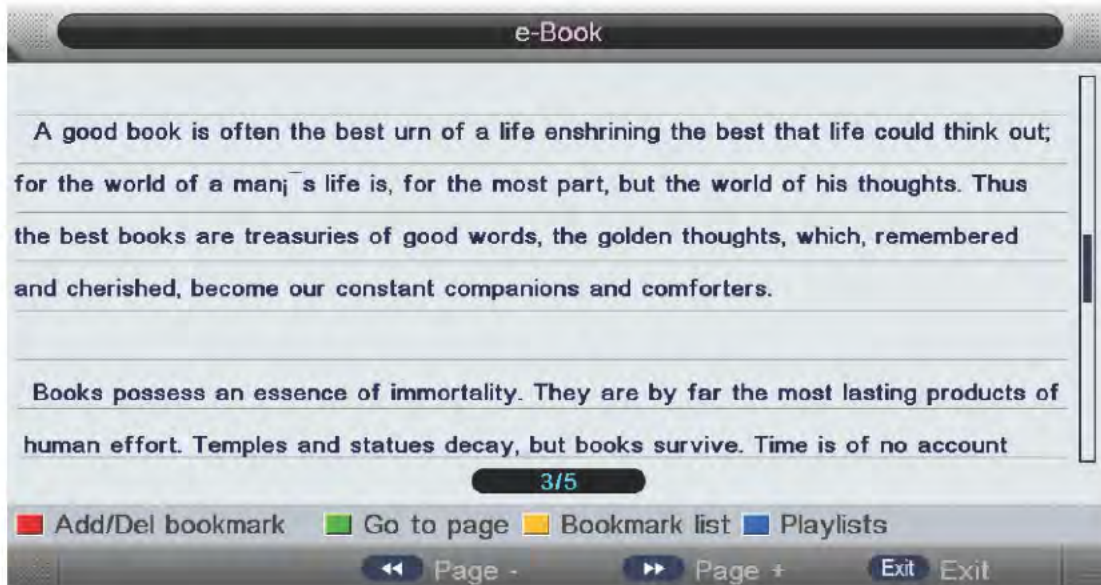 e-Book
A good book is often the best urn of a life enshrining the best that life could think out;
for the world of a man¡¯s life is, for the most part, but the world of his thoughts. Thus
the best books are treasuries of good words, the golden thoughts, which, remembered
and cherished, become our constant companions and comforters.
Books possess an essence of immortality. They are by far the most lasting products of
human effort. Temples and statues decay, but books survive. Time is of no account
3/5
Add/Del bookmark Go to page Bookmark list Playlists
Page - Page + Exit Exit